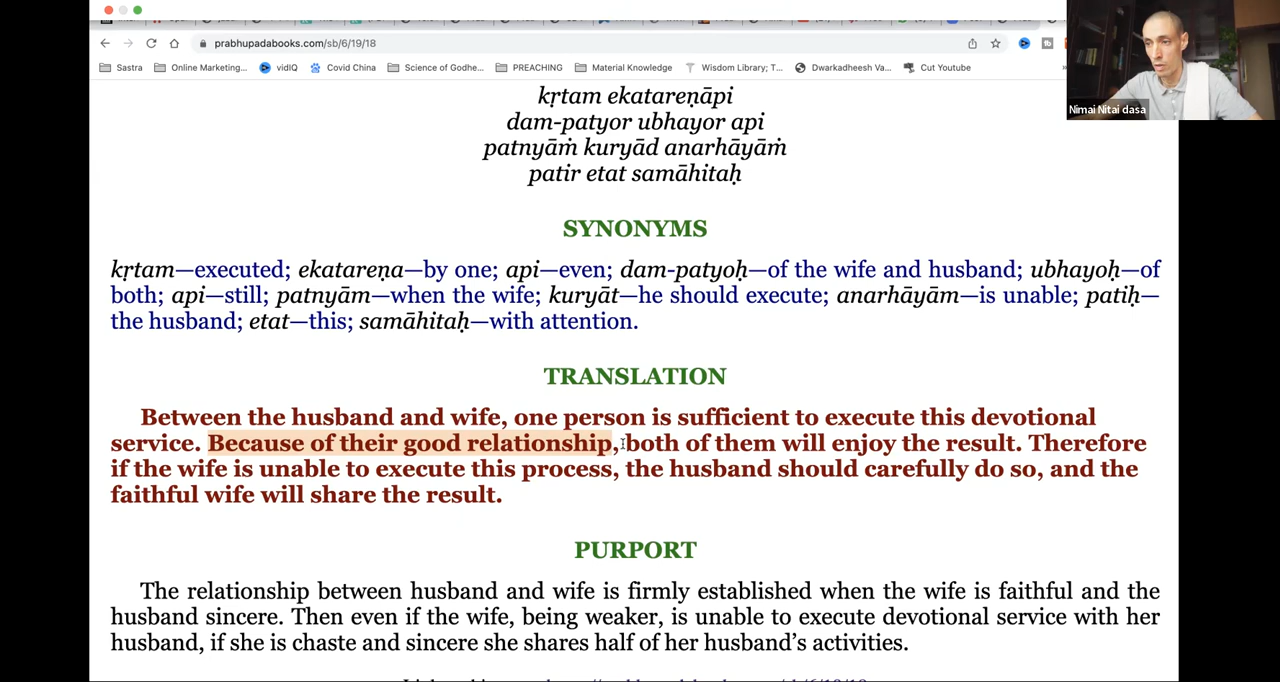 prabhupadabooks.com/sb/6/19/18
Sastra Online Marketing... vidIQ Covid China Science of Godhe... PREACHING Material Knowledge Wisdom Library; T... Dwarkadheesh Va... Cut Youtube
Nimai Nitai dasa
kṛtam ekatareṇāpi
dam-patyor ubhayor api
patnyāṁ kuryād anarhāyāṁ
patir etat samāhitaḥ
SYNONYMS
kṛtam—executed; ekatareṇa—by one; api—even; dam-patyoḥ—of the wife and husband; ubhayoḥ—of
both; api—still; patnyām—when the wife; kuryāt—he should execute; anarhāyām—is unable; patiḥ—
the husband; etat—this; samāhitaḥ—with attention.
TRANSLATION
Between the husband and wife, one person is sufficient to execute this devotional
service. Because of their good relationship, both of them will enjoy the result. Therefore
if the wife is unable to execute this process, the husband should carefully do so, and the
faithful wife will share the result.
PURPORT
The relationship between husband and wife is firmly established when the wife is faithful and the
husband sincere. Then even if the wife, being weaker, is unable to execute devotional service with her
husband, if she is chaste and sincere she shares half of her husband's activities.